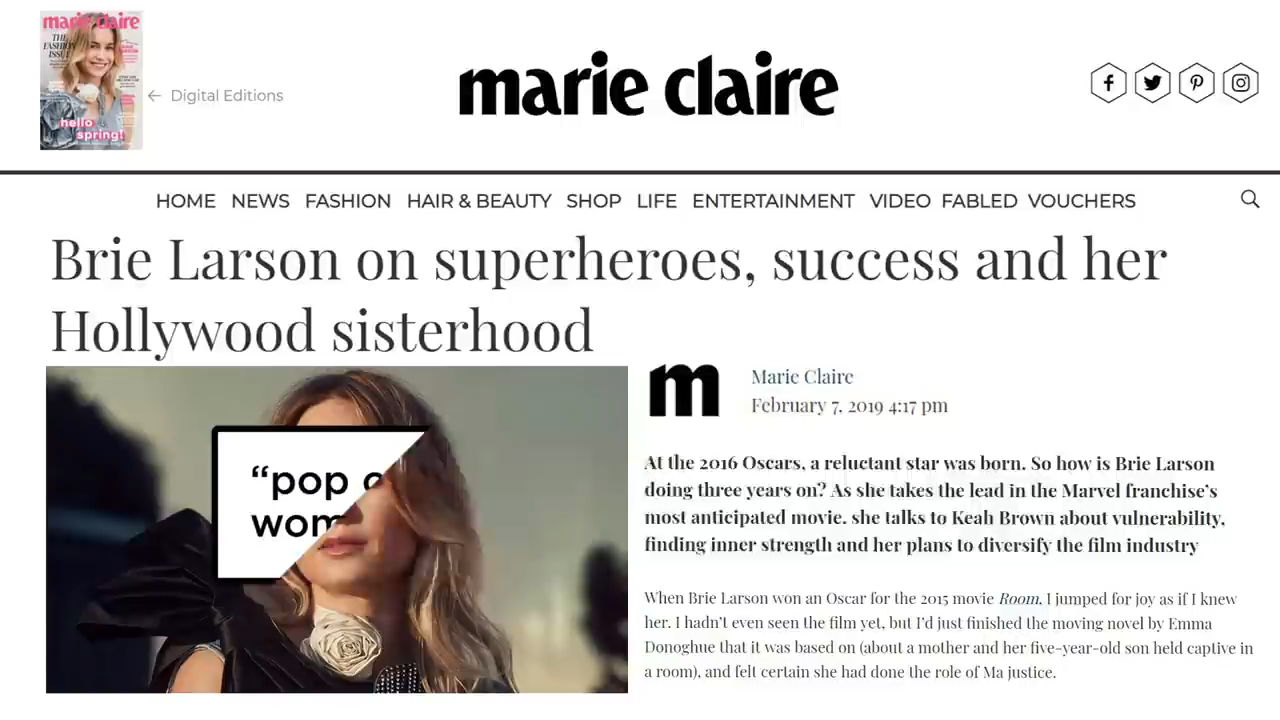 marie claire
THE
FASHION
ISSUE
hello
spring!
← Digital Editions
marie claire
HOME NEWS FASHION HAIR & BEAUTY SHOP LIFE ENTERTAINMENT VIDEO FABLED VOUCHERS
Brie Larson on superheroes, success and her
Hollywood sisterhood
“pop
wom
m
Marie Claire
February 7, 2019 4:17 pm
At the 2016 Oscars, a reluctant star was born. So how is Brie Larson
doing three years on? As she takes the lead in the Marvel franchise’s
most anticipated movie, she talks to Keah Brown about vulnerability,
finding inner strength and her plans to diversify the film industry
When Brie Larson won an Oscar for the 2015 movie Room, I jumped for joy as if I knew
her. I hadn’t even seen the film yet, but I’d just finished the moving novel by Emma
Donoghue that it was based on (about a mother and her five-year-old son held captive in
a room), and felt certain she had done the role of Ma justice.